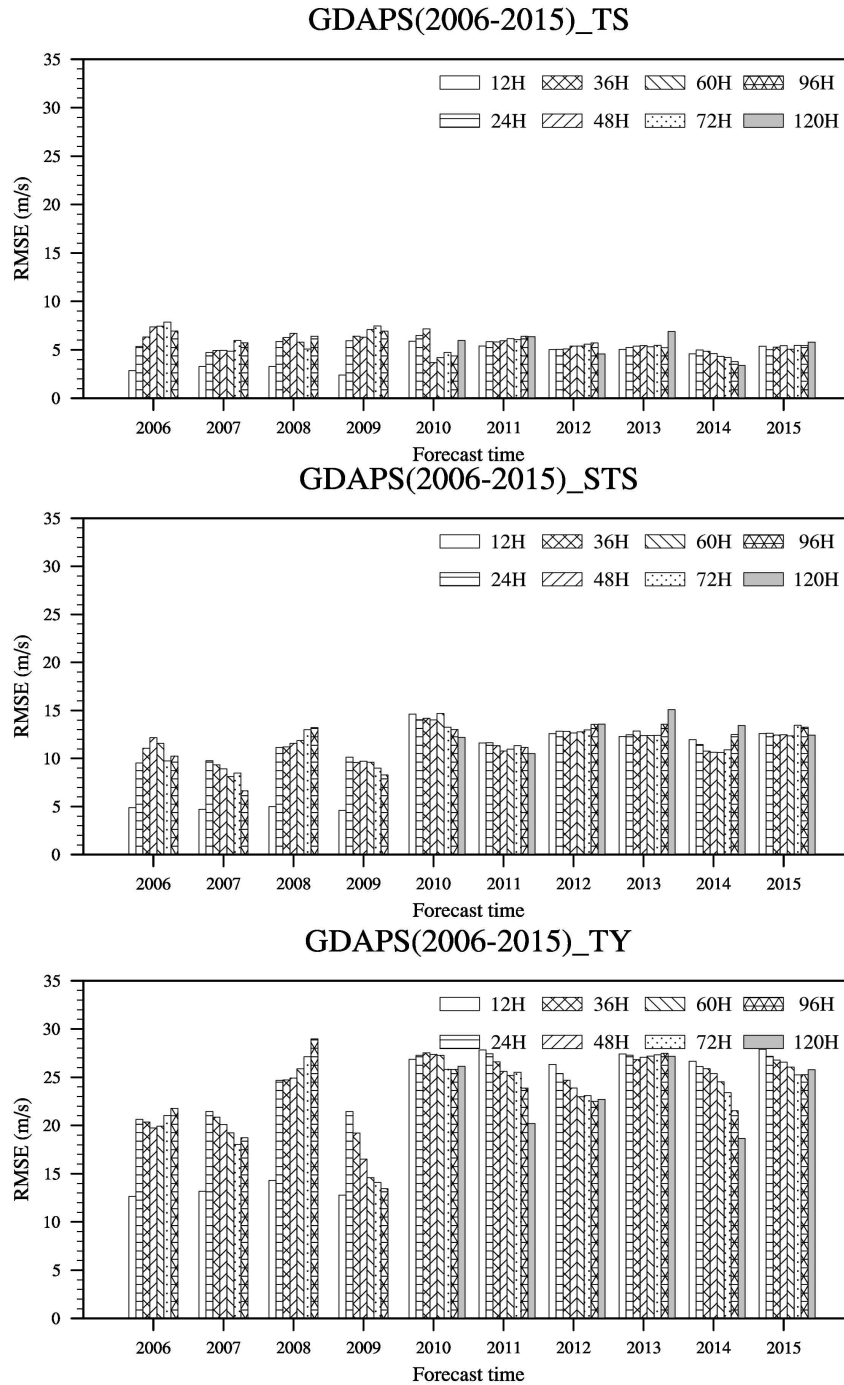 GDAPS(2006-2015)_TS
35
30
25
20
15
10
5
0
RMSE (m/s)
12H 36H 60H 96H
24H 48H 72H 120H
2006 2007 2008 2009 2010 2011 2012 2013 2014 2015
Forecast time
GDAPS(2006-2015)_STS
35
30
25
20
15
10
5
0
RMSE (m/s)
12H 36H 60H 96H
24H 48H 72H 120H
2006 2007 2008 2009 2010 2011 2012 2013 2014 2015
Forecast time
GDAPS(2006-2015)_TY
35
30
25
20
15
10
5
0
RMSE (m/s)
12H 36H 60H 96H
24H 48H 72H 120H
2006 2007 2008 2009 2010 2011 2012 2013 2014 2015
Forecast time